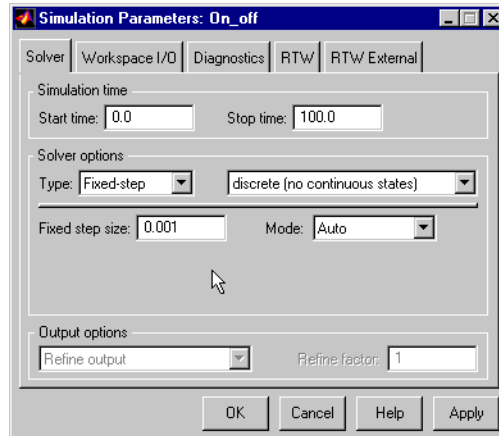 Simulation Parameters: On_off
Solver Workspace I/O Diagnostics RTW RTW External
Simulation time
Start time: 0.0 Stop time: 100.0
Solver options
Type: Fixed-step discrete (no continuous states)
Fixed step size: 0.001 Mode: Auto
Output options
Refine output Refine factor: 1
OK Cancel Help Apply